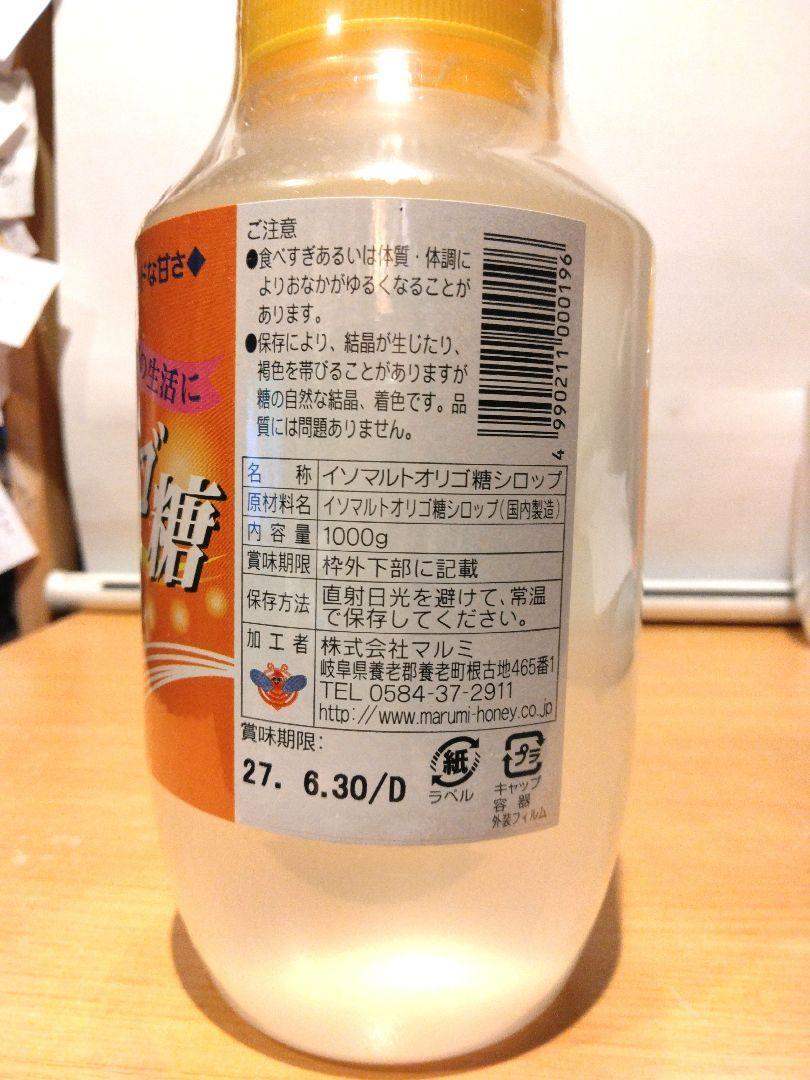 な甘さ◆
の生活に
ゴ糖
ご注意
●食べすぎあるいは体質・体調に
よりおなかがゆるくなることが
あります。
●保存により、結晶が生じたり、
褐色を帯びることがありますが
糖の自然な結晶、着色です。品
質には問題ありません。
4 990211 000196
名称 イソマルトオリゴ糖シロップ
原材料名 イソマルトオリゴ糖シロップ(国内製造)
内容量 1000g
賞味期限 枠外下部に記載
保存方法 直射日光を避けて、常温
で保存してください。
加工者 株式会社マルミ
岐阜県養老郡養老町根古地465番1
TEL 0584-37-2911
http://www.marumi-honey.co.jp
賞味期限:
27. 6.30/D
紙
ラベル
プラ
キャップ
容器
外装フィルム